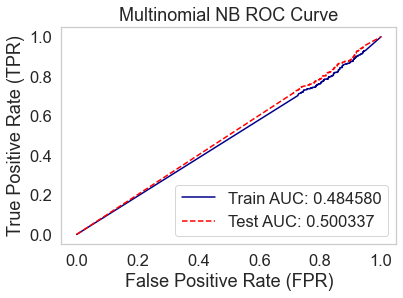 Multinomial NB ROC Curve
True Positive Rate (TPR)
1.0
0.8
0.6
0.4
0.2
0.0
Train AUC: 0.484580
Test AUC: 0.500337
0.0 0.2 0.4 0.6 0.8 1.0
False Positive Rate (FPR)